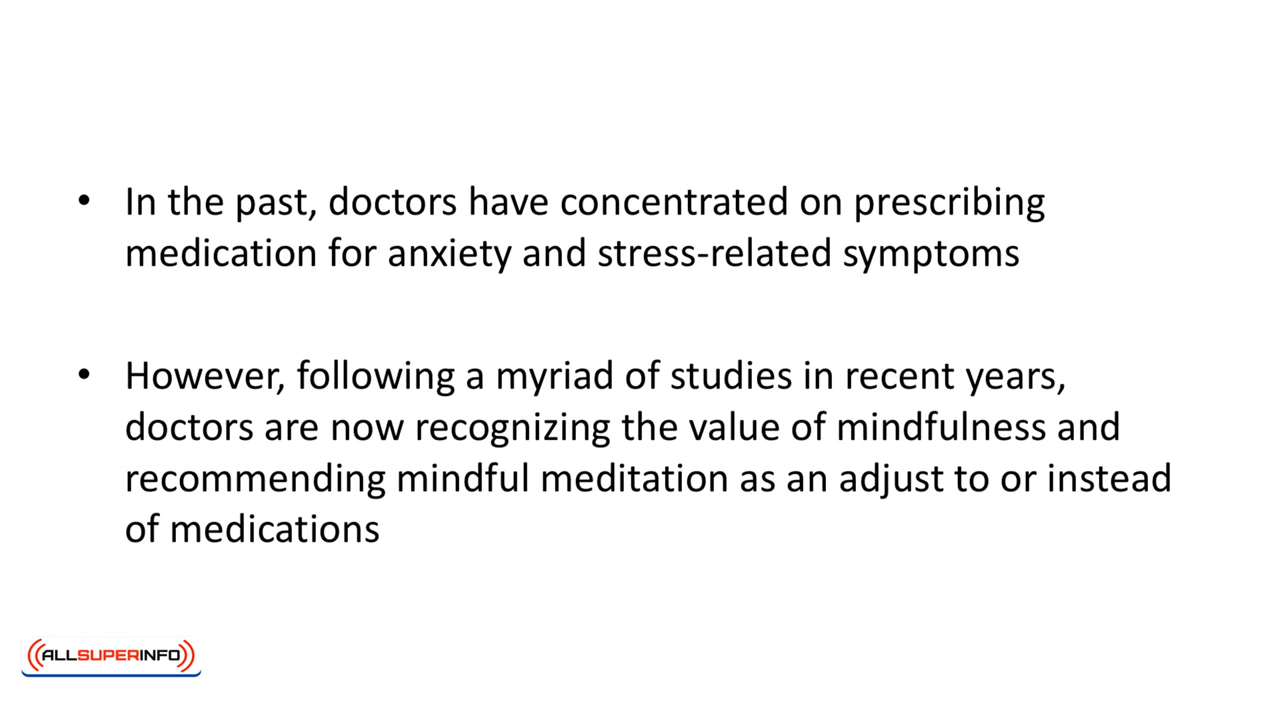 • In the past, doctors have concentrated on prescribing
medication for anxiety and stress-related symptoms
• However, following a myriad of studies in recent years,
doctors are now recognizing the value of mindfulness and
recommending mindful meditation as an adjust to or instead
of medications
ALLSUPERINFO